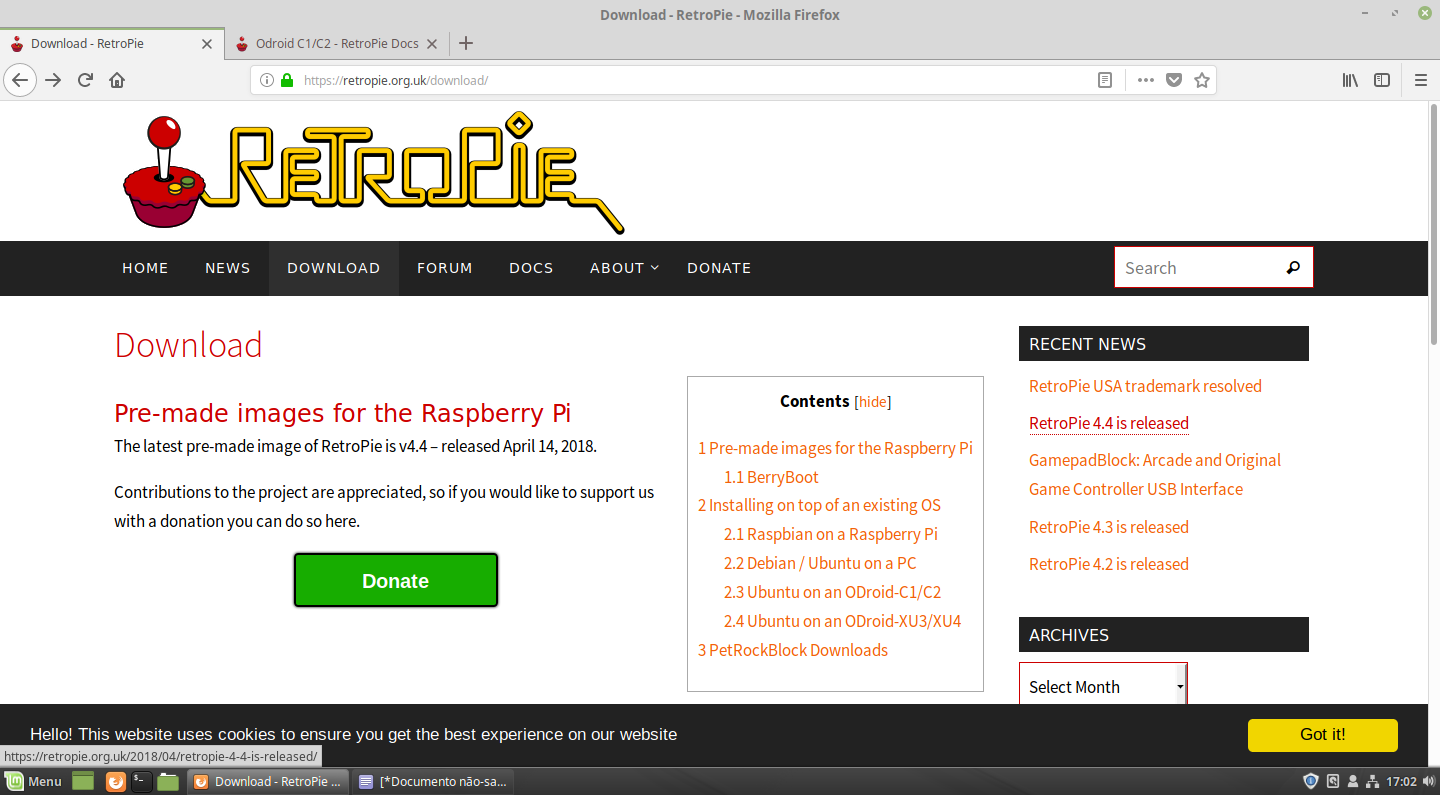 Download - RetroPie - Mozilla Firefox
Download - RetroPie
Odroid C1/C2 - RetroPie Docs
https://retropie.org.uk/download/
RETROPIE
HOME
NEWS
DOWNLOAD
FORUM
DOCS
ABOUT
DONATE
Search
Download
Pre-made images for the Raspberry Pi
The latest pre-made image of RetroPie is v4.4 – released April 14, 2018.
Contributions to the project are appreciated, so if you would like to support us
with a donation you can do so here.
Donate
Contents [hide]
1 Pre-made images for the Raspberry Pi
1.1 BerryBoot
2 Installing on top of an existing OS
2.1 Raspbian on a Raspberry Pi
2.2 Debian / Ubuntu on a PC
2.3 Ubuntu on an ODroid-C1/C2
2.4 Ubuntu on an ODroid-XU3/XU4
3 PetRockBlock Downloads
RECENT NEWS
RetroPie USA trademark resolved
RetroPie 4.4 is released
GamepadBlock: Arcade and Original
Game Controller USB Interface
RetroPie 4.3 is released
RetroPie 4.2 is released
ARCHIVES
Select Month
Hello! This website uses cookies to ensure you get the best experience on our website
Got it!
https://retropie.org.uk/2018/04/retropie-4-4-is-released/
Menu
Download - RetroPie ...
[*Documento não-sa...
17:02